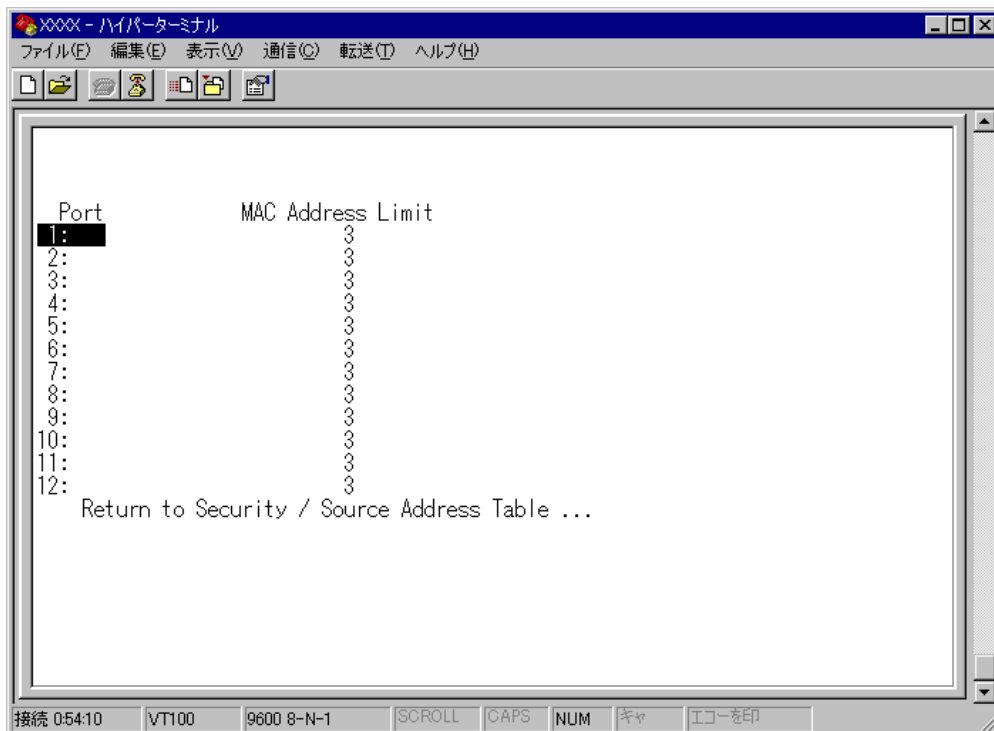 XXXX - ハイパーターミナル
ファイル(F) 編集(E) 表示(V) 通信(C) 転送(T) ヘルプ(H)
Port MAC Address Limit
1: 3
2: 3
3: 3
4: 3
5: 3
6: 3
7: 3
8: 3
9: 3
10: 3
11: 3
12: 3
Return to Security / Source Address Table ...
接続 0:54:10 VT100 9600 8-N-1 SCROLL CAPS NUM キャ エコーを印